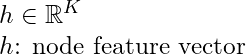 h ∈ ℝ^K
h: node feature vector